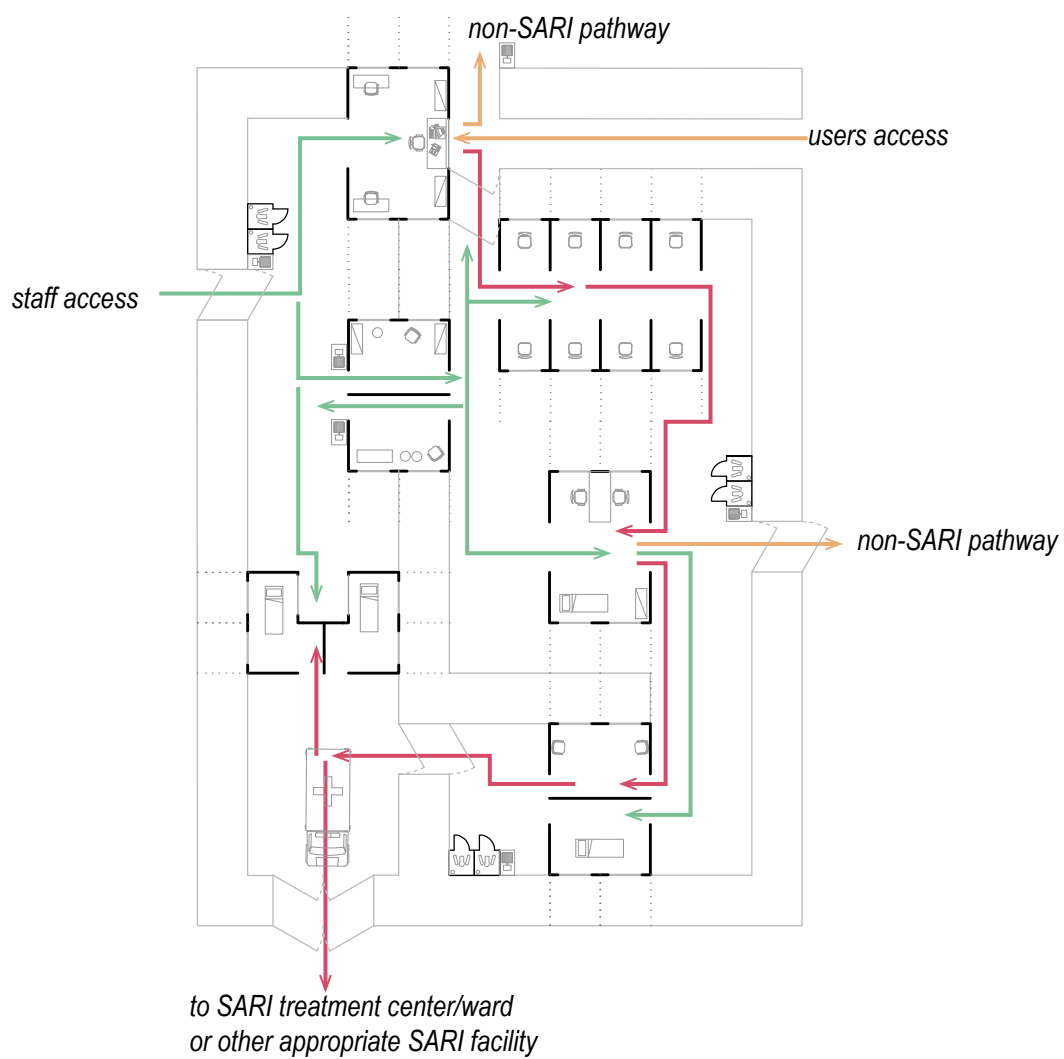 non-SARI pathway
users access
staff access
non-SARI pathway
to SARI treatment center/ward
or other appropriate SARI facility